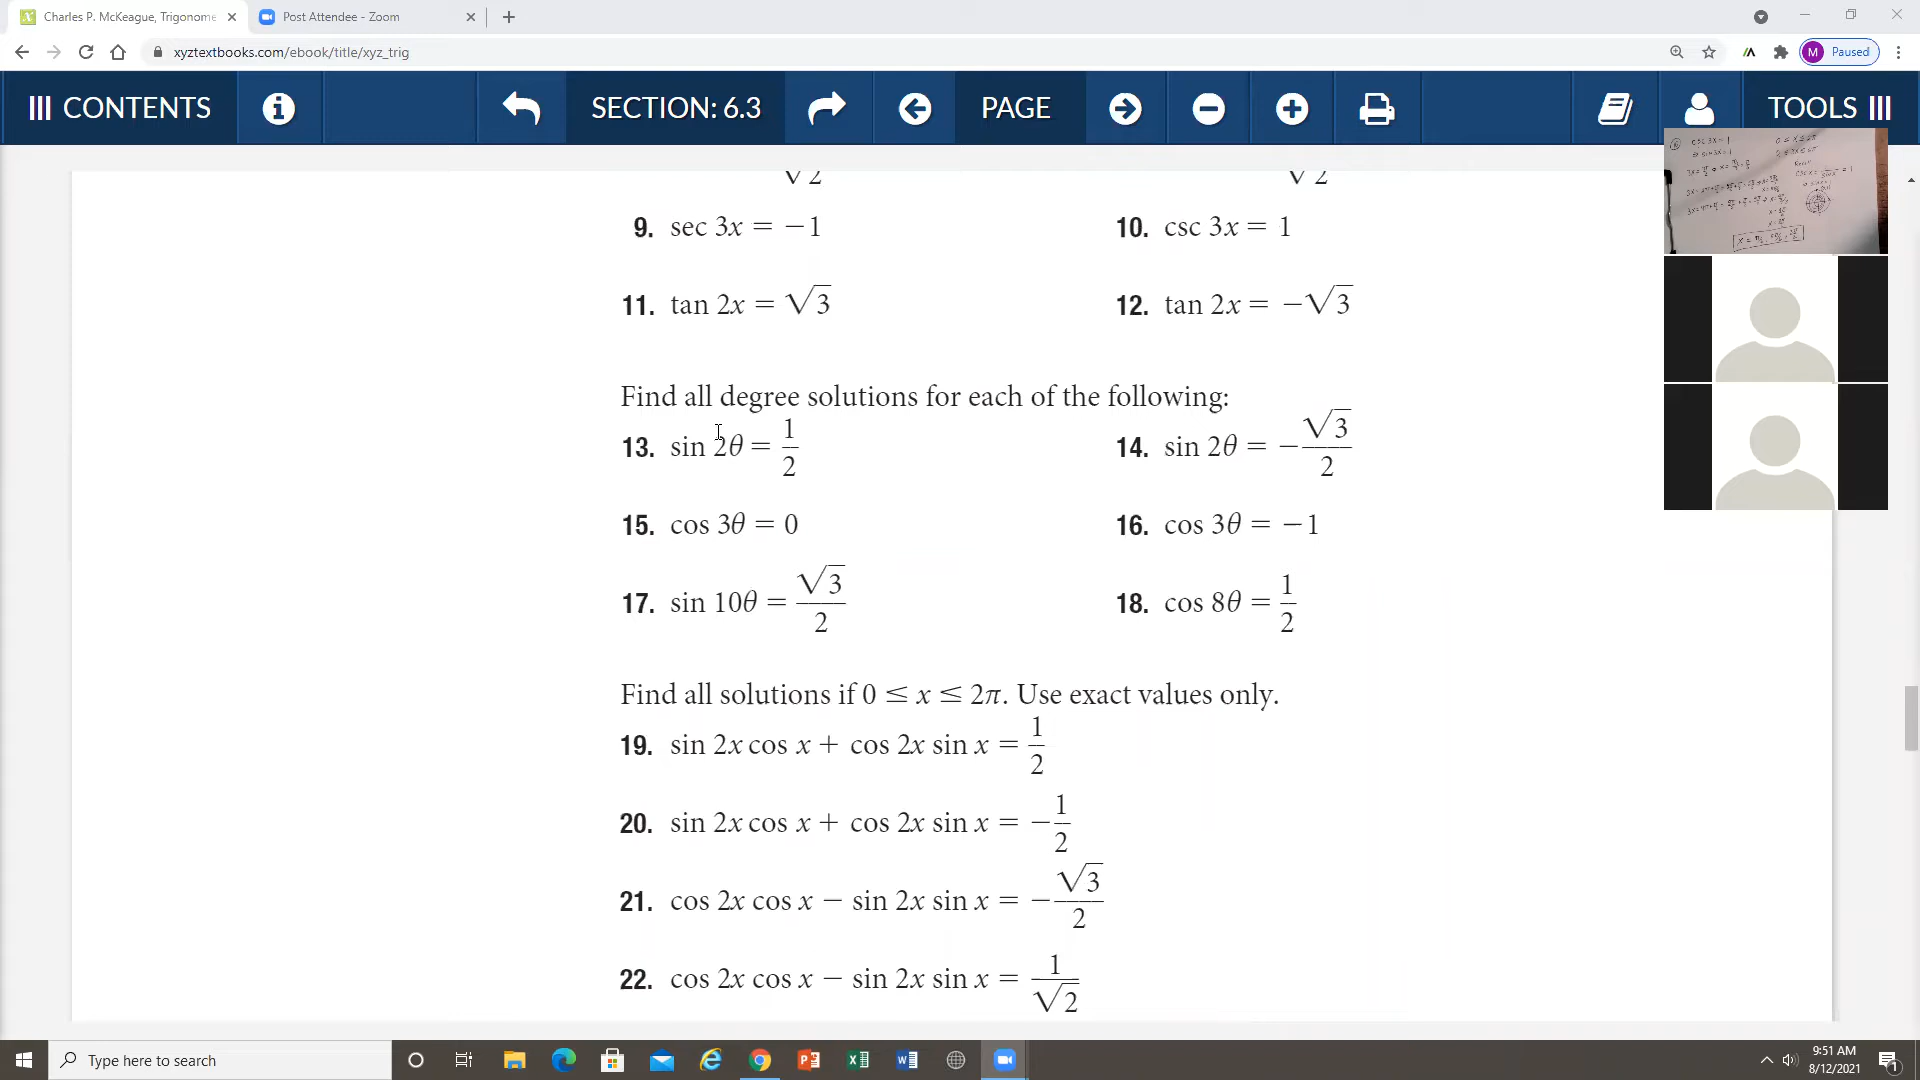 Charles P. McKeague, Trigonome
Post Attendee - Zoom
xyztextbooks.com/ebook/title/xyz_trig
M Paused
CONTENTS
SECTION: 6.3
PAGE
TOOLS
√2 √2
9. sec 3x = −1 10. csc 3x = 1
11. tan 2x = √3 12. tan 2x = −√3
Find all degree solutions for each of the following:
13. sin 2θ = 1/2 14. sin 2θ = −√3/2
15. cos 3θ = 0 16. cos 3θ = −1
17. sin 10θ = √3/2 18. cos 8θ = 1/2
Find all solutions if 0 ≤ x ≤ 2π. Use exact values only.
19. sin 2x cos x + cos 2x sin x = 1/2
20. sin 2x cos x + cos 2x sin x = −1/2
21. cos 2x cos x − sin 2x sin x = −√3/2
22. cos 2x cos x − sin 2x sin x = 1/√2
CSC 3x = 1
Type here to search
9:51 AM
8/12/2021
1